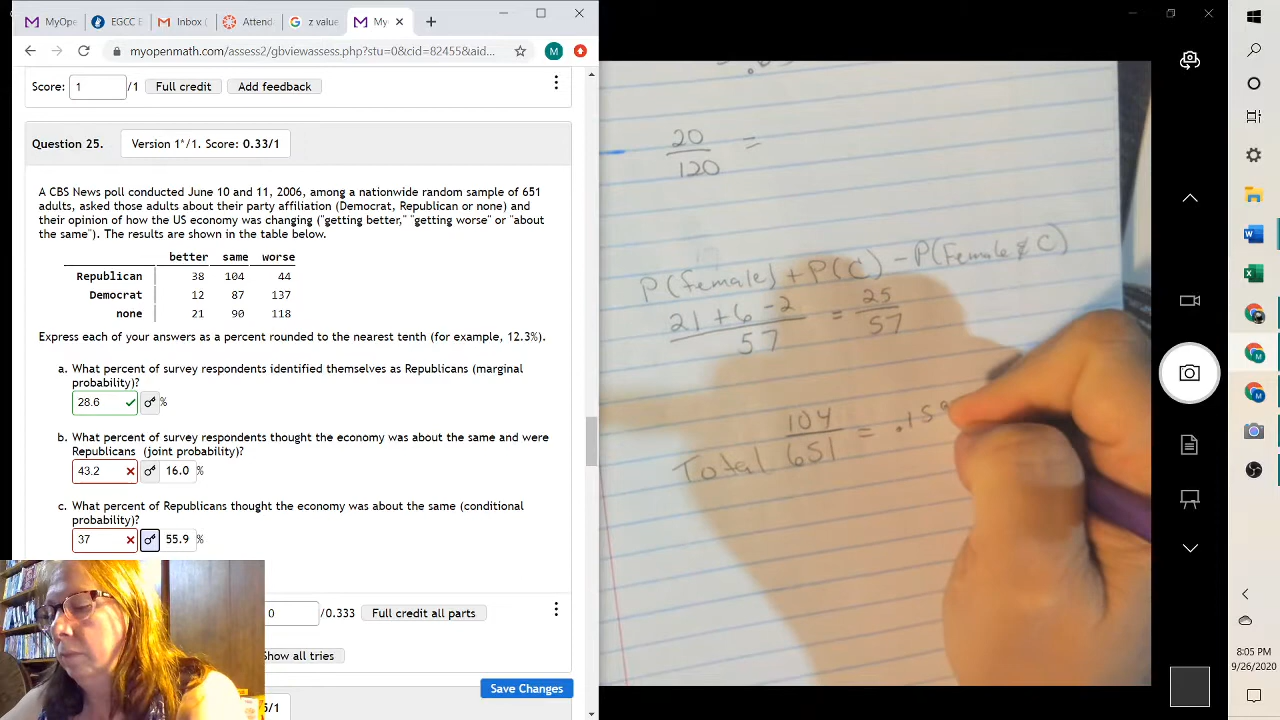 MyOpe
EGCC E
Inbox (
Attend
z value
My
myopenmath.com/assess2/gbviewassess.php?stu=0&cid=82455&aid...
M
Score: 1 /1 Full credit Add feedback
Question 25. Version 1*/1. Score: 0.33/1
A CBS News poll conducted June 10 and 11, 2006, among a nationwide random sample of 651
adults, asked those adults about their party affiliation (Democrat, Republican or none) and
their opinion of how the US economy was changing ("getting better," "getting worse" or "about
the same"). The results are shown in the table below.
better same worse
Republican 38 104 44
Democrat 12 87 137
none 21 90 118
Express each of your answers as a percent rounded to the nearest tenth (for example, 12.3%).
a. What percent of survey respondents identified themselves as Republicans (marginal
probability)?
28.6 %
b. What percent of survey respondents thought the economy was about the same and were
Republicans (joint probability)?
43.2 16.0 %
c. What percent of Republicans thought the economy was about the same (conditional
probability)?
37 55.9 %
0 /0.333 Full credit all parts
Show all tries
Save Changes
5/1
20
120 =
P(female) + P(C) - P(Female & C)
21 + 6 - 2 = 25
57 57
104
Total 651 = .159
8:05 PM
9/26/2020